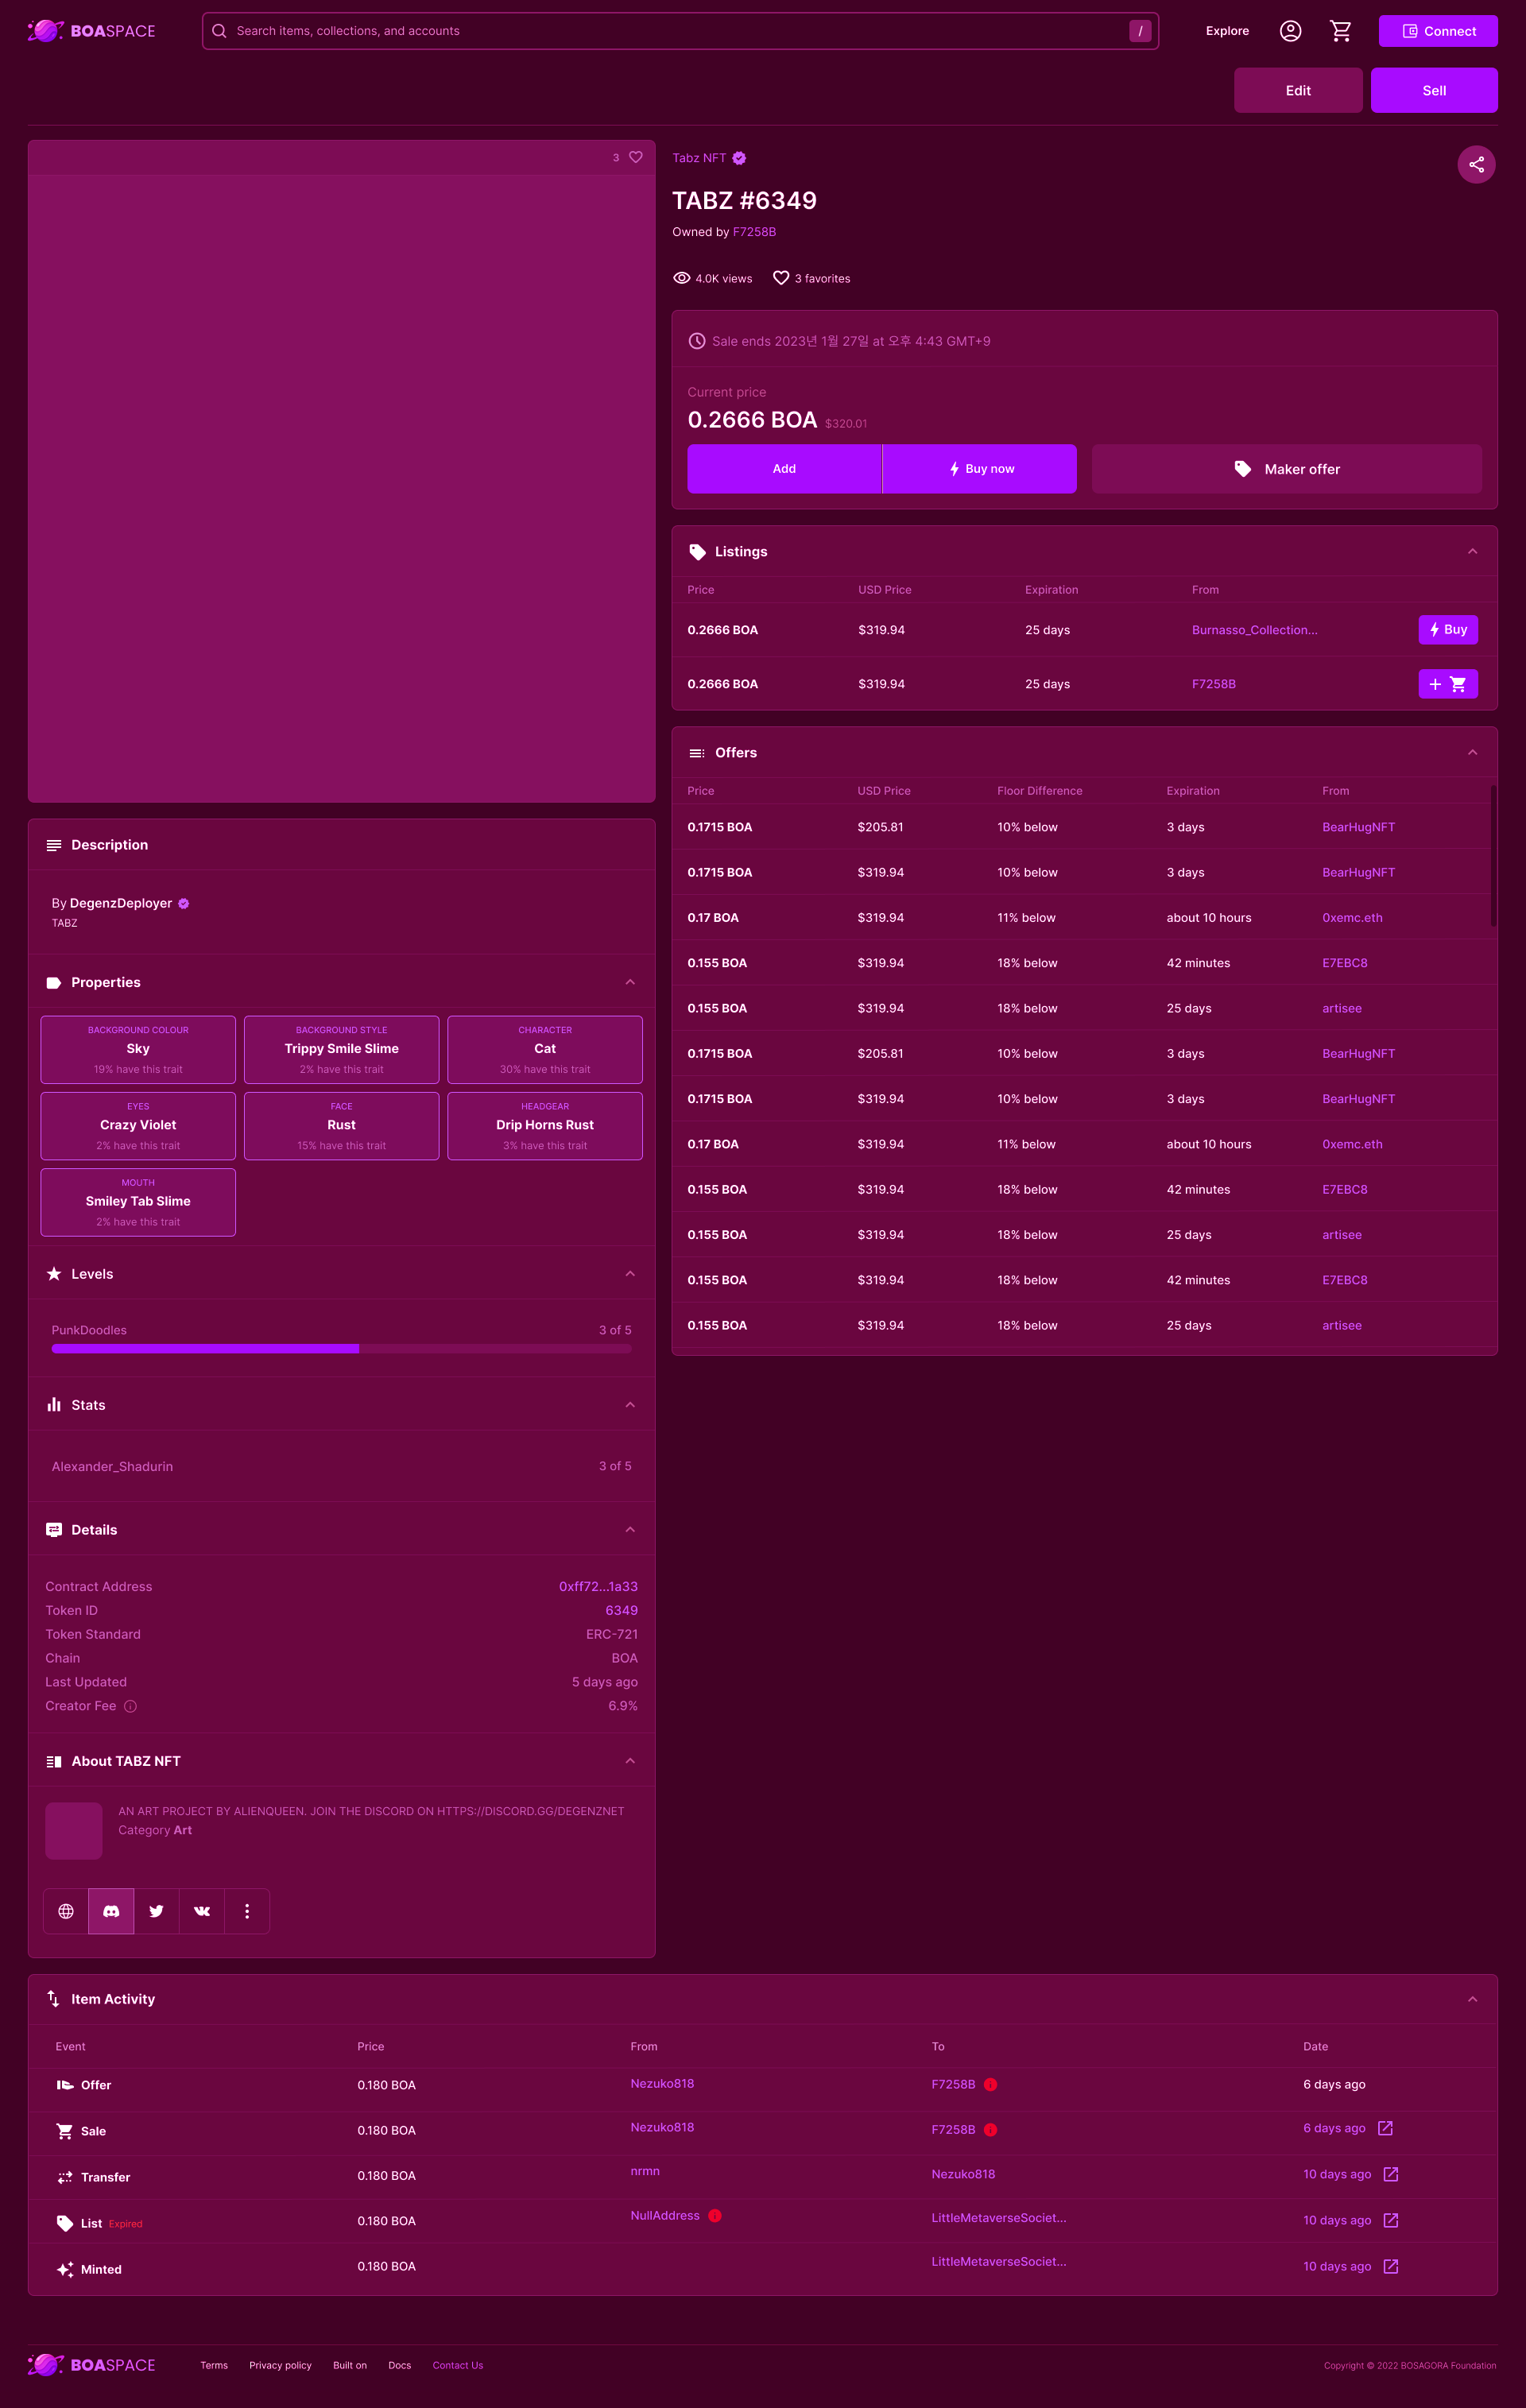 BOASPACE
Search items, collections, and accounts /
Explore
Connect
Edit
Sell
3
Tabz NFT
TABZ #6349
Owned by F7258B
4.0K views 3 favorites
Sale ends 2023년 1월 27일 at 오후 4:43 GMT+9
Current price
0.2666 BOA $320.01
Add Buy now Maker offer
Listings
Price USD Price Expiration From
0.2666 BOA $319.94 25 days Burnasso_Collection... Buy
0.2666 BOA $319.94 25 days F7258B
Offers
Price USD Price Floor Difference Expiration From
0.1715 BOA $205.81 10% below 3 days BearHugNFT
0.1715 BOA $319.94 10% below 3 days BearHugNFT
0.17 BOA $319.94 11% below about 10 hours 0xemc.eth
0.155 BOA $319.94 18% below 42 minutes E7EBC8
0.155 BOA $319.94 18% below 25 days artisee
0.1715 BOA $205.81 10% below 3 days BearHugNFT
0.1715 BOA $319.94 10% below 3 days BearHugNFT
0.17 BOA $319.94 11% below about 10 hours 0xemc.eth
0.155 BOA $319.94 18% below 42 minutes E7EBC8
0.155 BOA $319.94 18% below 25 days artisee
0.155 BOA $319.94 18% below 42 minutes E7EBC8
0.155 BOA $319.94 18% below 25 days artisee
Description
By DegenzDeployer
TABZ
Properties
BACKGROUND COLOUR
Sky
19% have this trait
BACKGROUND STYLE
Trippy Smile Slime
2% have this trait
CHARACTER
Cat
30% have this trait
EYES
Crazy Violet
2% have this trait
FACE
Rust
15% have this trait
HEADGEAR
Drip Horns Rust
3% have this trait
MOUTH
Smiley Tab Slime
2% have this trait
Levels
PunkDoodles 3 of 5
Stats
Alexander_Shadurin 3 of 5
Details
Contract Address 0xff72...1a33
Token ID 6349
Token Standard ERC-721
Chain BOA
Last Updated 5 days ago
Creator Fee 6.9%
About TABZ NFT
AN ART PROJECT BY ALIENQUEEN. JOIN THE DISCORD ON HTTPS://DISCORD.GG/DEGENZNET
Category Art
Item Activity
Event Price From To Date
Offer 0.180 BOA Nezuko818 F7258B 6 days ago
Sale 0.180 BOA Nezuko818 F7258B 6 days ago
Transfer 0.180 BOA nrmn Nezuko818 10 days ago
List Expired 0.180 BOA NullAddress LittleMetaverseSociet... 10 days ago
Minted 0.180 BOA LittleMetaverseSociet... 10 days ago
BOASPACE
Terms Privacy policy Built on Docs Contact Us
Copyright © 2022 BOSAGORA Foundation